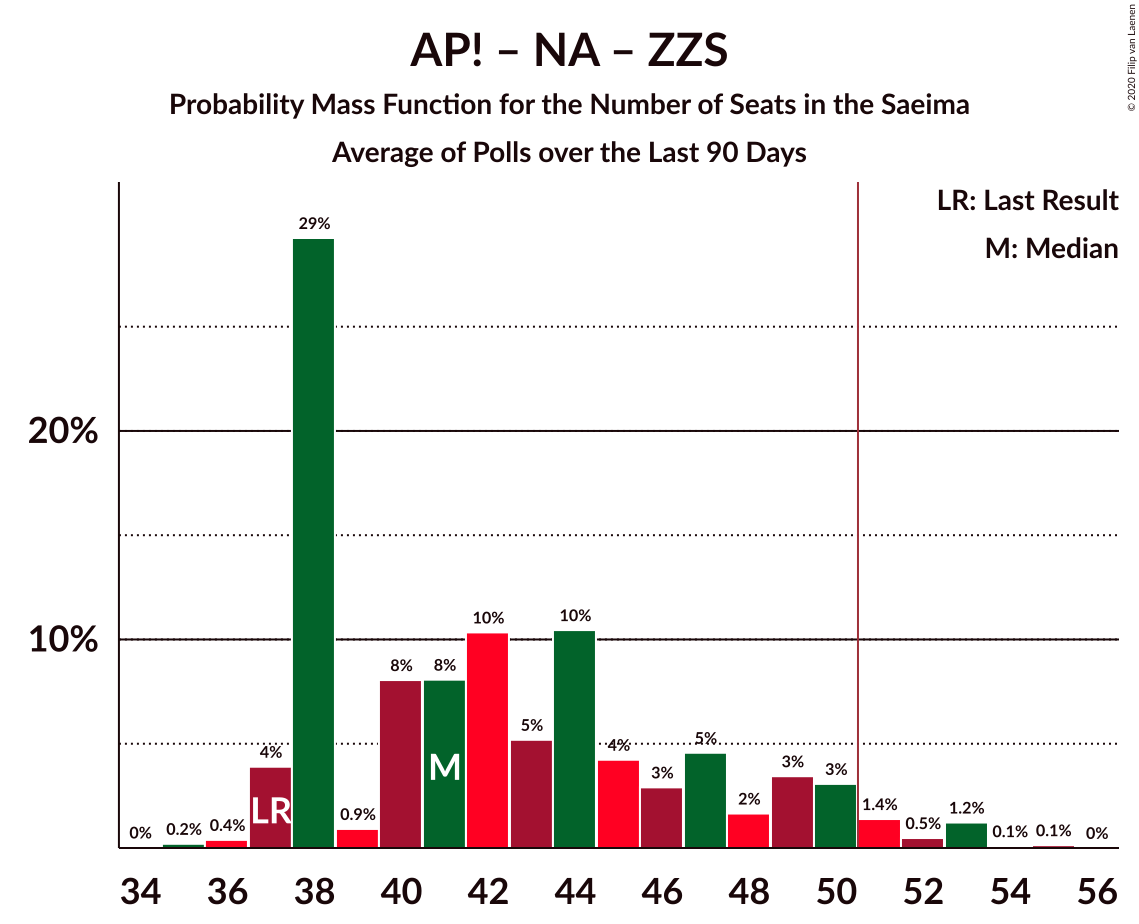 AP! – NA – ZZS
Probability Mass Function for the Number of Seats in the Saeima
Average of Polls over the Last 90 Days
© 2020 Filip van Laenen
LR: Last Result
M: Median
20%
10%
0%
0.2%
0.4%
4%
29%
0.9%
8%
8%
10%
5%
10%
4%
3%
5%
2%
3%
3%
1.4%
0.5%
1.2%
0.1%
0.1%
0%
LR
M
34 36 38 40 42 44 46 48 50 52 54 56